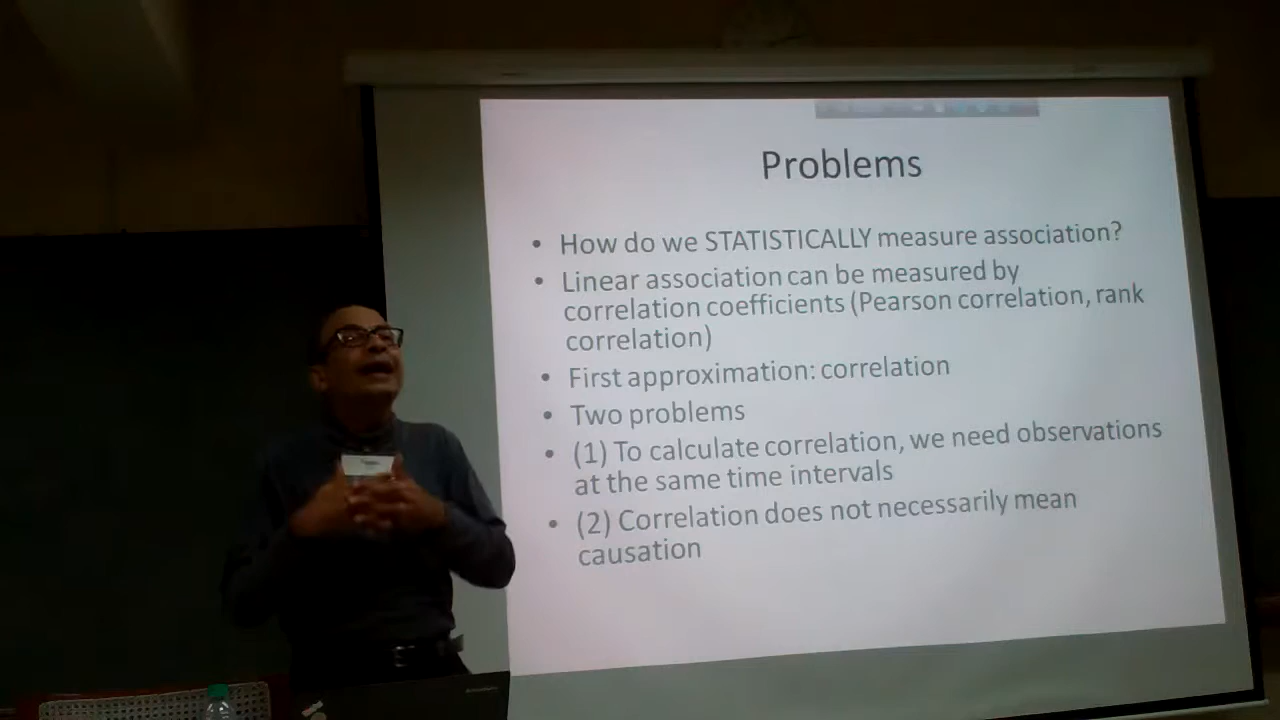 Problems
• How do we STATISTICALLY measure association?
• Linear association can be measured by
correlation coefficients (Pearson correlation, rank
correlation)
• First approximation: correlation
• Two problems
• (1) To calculate correlation, we need observations
at the same time intervals
• (2) Correlation does not necessarily mean
causation